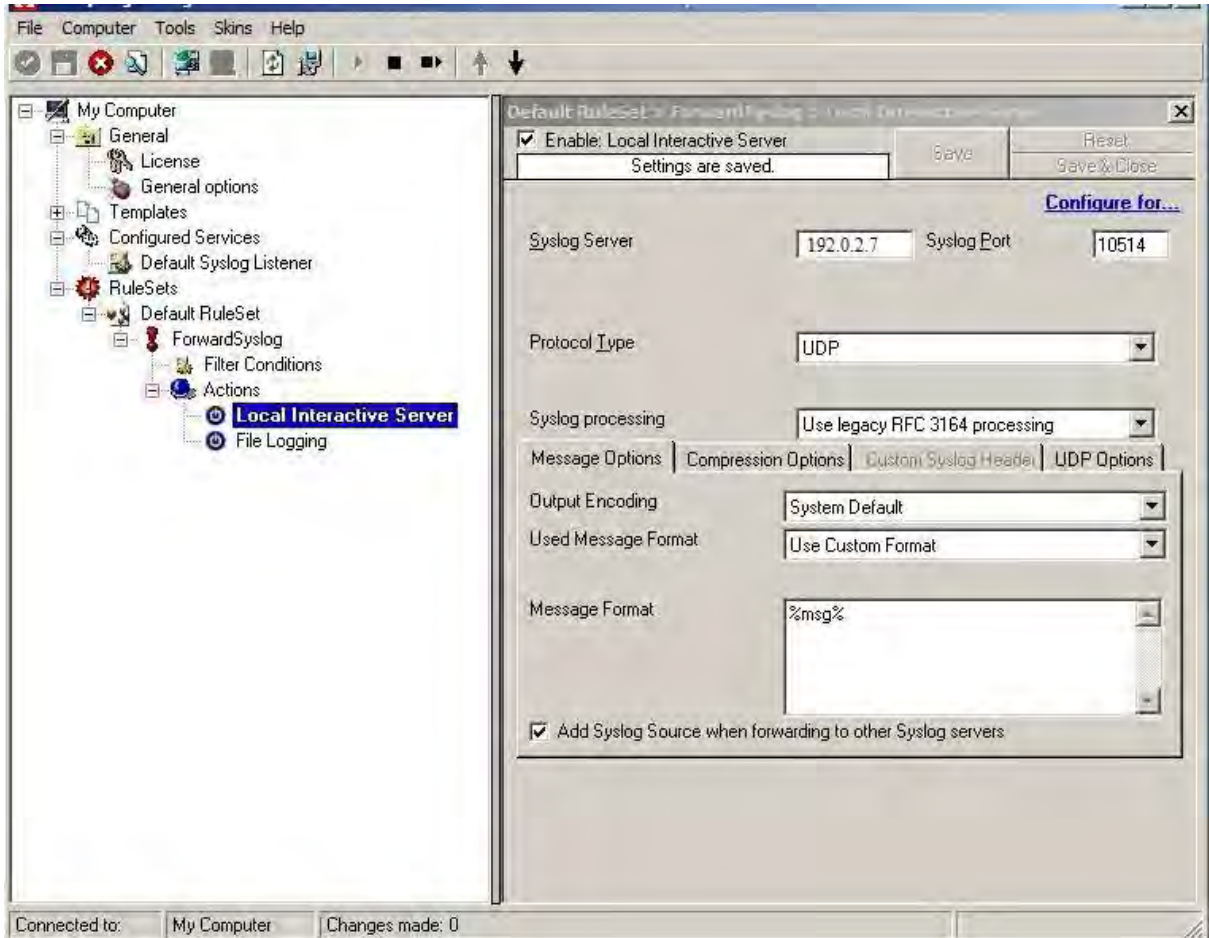 File Computer Tools Skins Help
My Computer
General
License
General options
Templates
Configured Services
Default Syslog Listener
RuleSets
Default RuleSet
ForwardSyslog
Filter Conditions
Actions
Local Interactive Server
File Logging
Default RuleSet > ForwardSyslog
Enable: Local Interactive Server
Settings are saved.
Save
Reset
Save & Close
Configure for...
Syslog Server 192.0.2.7 Syslog Port 10514
Protocol Type UDP
Syslog processing Use legacy RFC 3164 processing
Message Options Compression Options Custom Syslog Header UDP Options
Output Encoding System Default
Used Message Format Use Custom Format
Message Format %msg%
Add Syslog Source when forwarding to other Syslog servers
Connected to: My Computer Changes made: 0